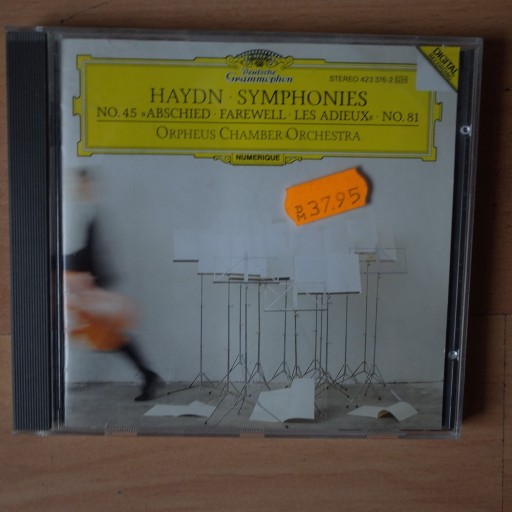 Deutsche
Grammophon
STEREO 423 376-2
DIGITAL
HAYDN · SYMPHONIES
NO. 45 »ABSCHIED · FAREWELL · LES ADIEUX« · NO. 81
ORPHEUS CHAMBER ORCHESTRA
NUMERIQUE
DM 37.95